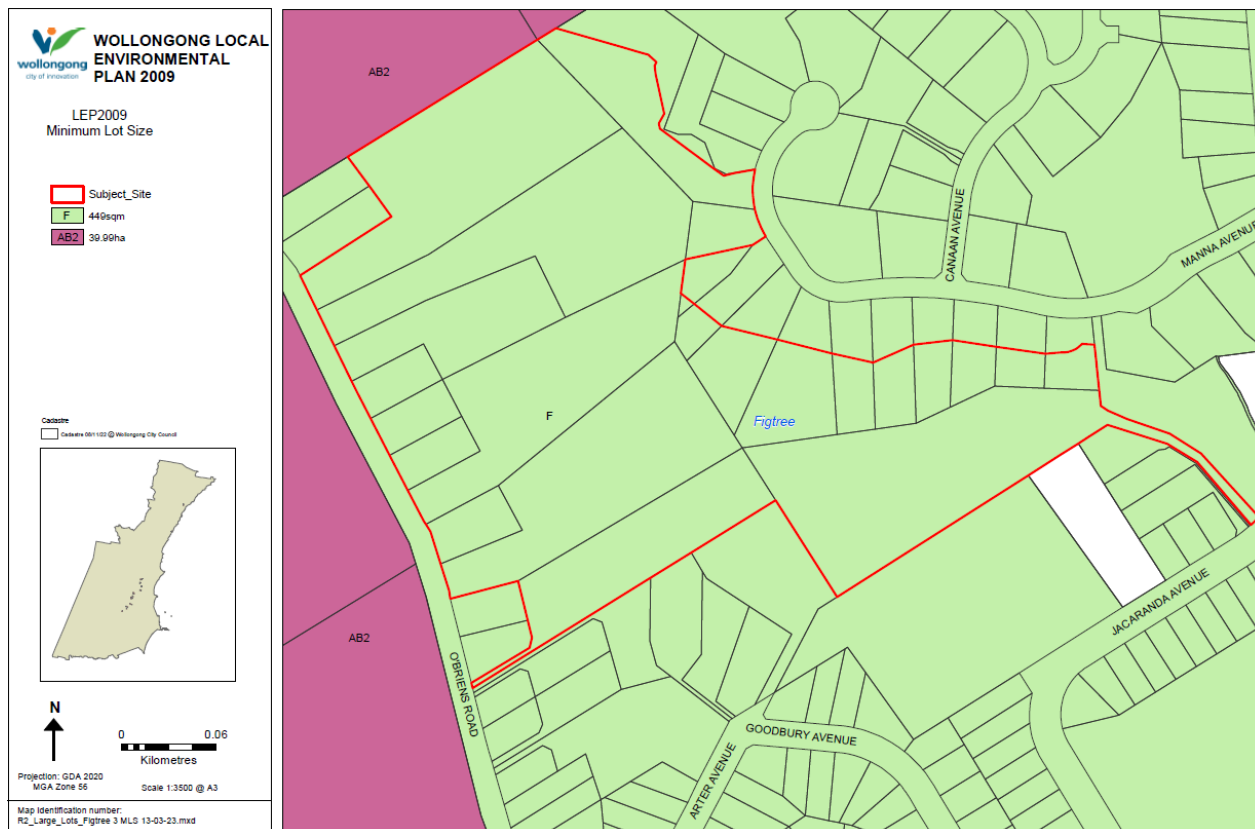 wollongong
city of innovation
WOLLONGONG LOCAL
ENVIRONMENTAL
PLAN 2009
LEP2009
Minimum Lot Size
Subject_Site
F 449sqm
AB2 39.99ha
Cadastre
Cadastre 08/11/22 @ Wollongong City Council
N
0 0.06
Kilometres
Projection: GDA 2020
MGA Zone 56
Scale 1:3500 @ A3
Map Identification number:
R2_Large_Lots_Figtree 3 MLS 13-03-23.mxd
AB2
CANAAN AVENUE
MANNA AVENUE
F
Figtree
JACARANDA AVENUE
AB2
O'BRIENS ROAD
GOODBURY AVENUE
ARTER AVENUE